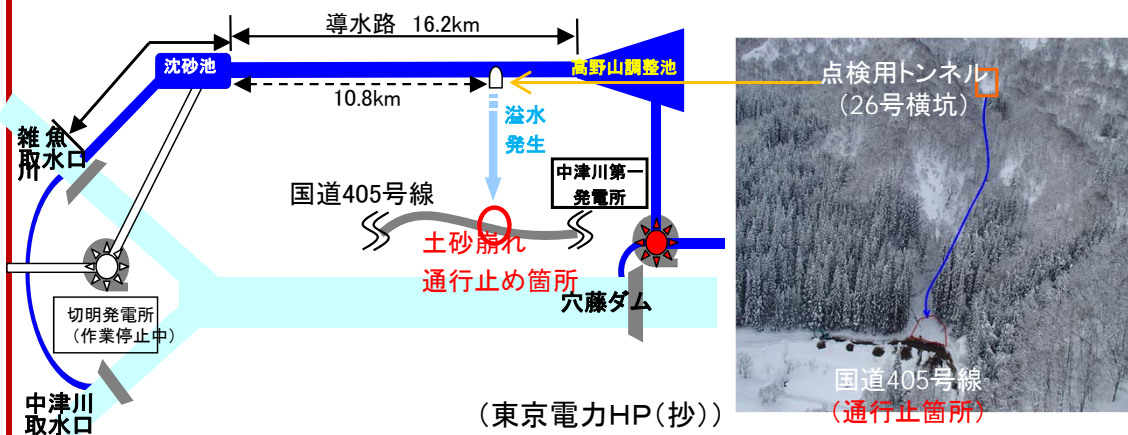 導水路 16.2km
沈砂池
高野山調整池
10.8km
溢水
発生
雑魚川
取水口
中津川第一
発電所
国道405号線
土砂崩れ
通行止め箇所
穴藤ダム
切明発電所
(作業停止中)
中津川
取水口
(東京電力HP(抄))
点検用トンネル
(26号横坑)
国道405号線
(通行止箇所)